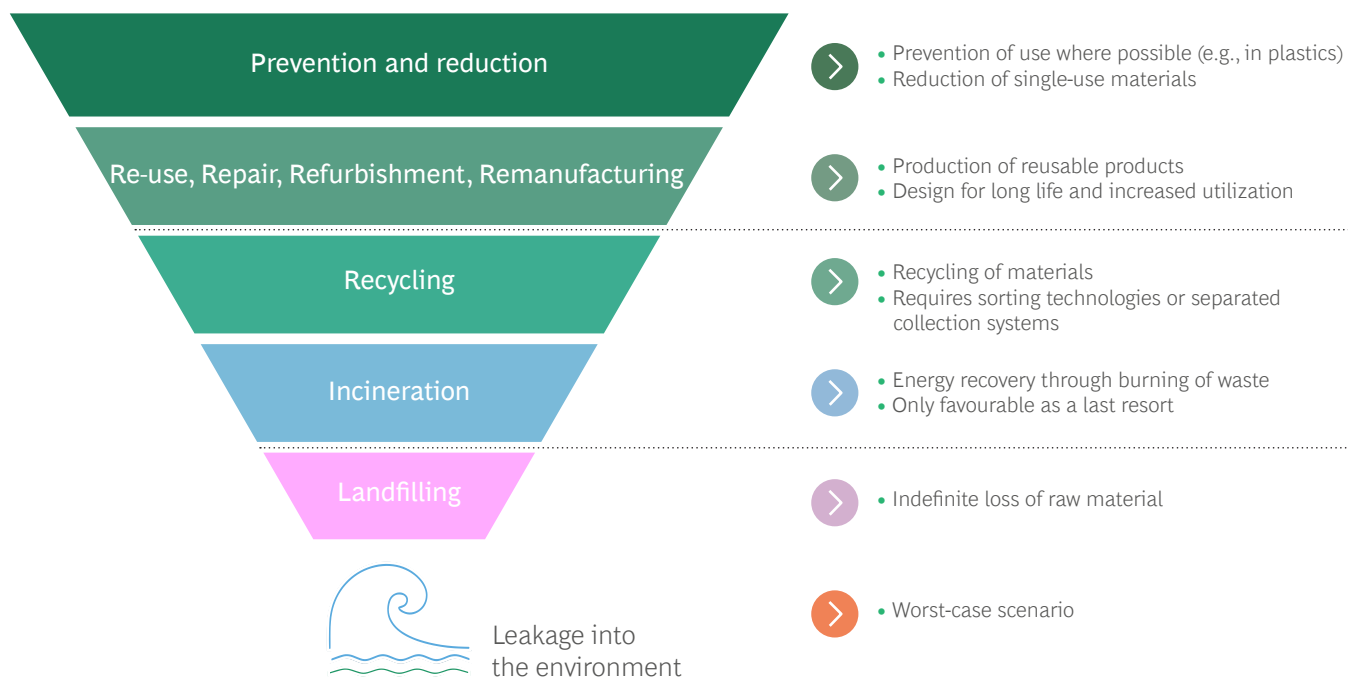 Prevention and reduction
• Prevention of use where possible (e.g., in plastics)
• Reduction of single-use materials
Re-use, Repair, Refurbishment, Remanufacturing
• Production of reusable products
• Design for long life and increased utilization
Recycling
• Recycling of materials
• Requires sorting technologies or separated
collection systems
Incineration
• Energy recovery through burning of waste
• Only favourable as a last resort
Landfilling
• Indefinite loss of raw material
Leakage into
the environment
• Worst-case scenario